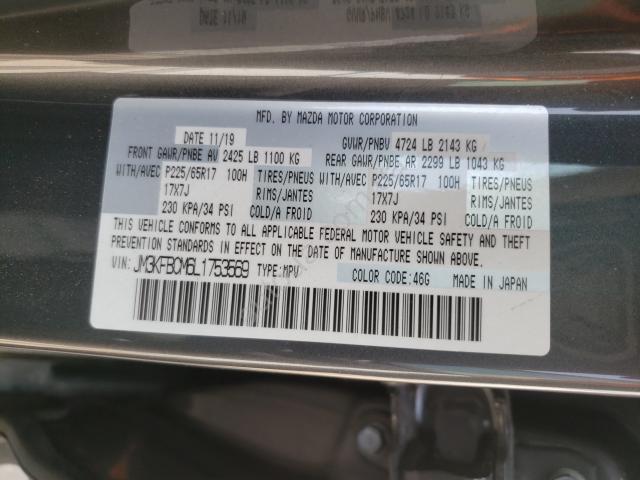 MFD. BY MAZDA MOTOR CORPORATION
DATE 11/19 GVWR/PNBV 4724 LB 2143 KG
FRONT GAWR/PNBE AV 2425 LB 1100 KG REAR GAWR/PNBE AR 2299 LB 1043 KG
WITH/AVEC P225/65R17 100H TIRES/PNEUS WITH/AVEC P225/65R17 100H TIRES/PNEUS
17X7J RIMS/JANTES 17X7J RIMS/JANTES
230 KPA/34 PSI COLD/A FROID 230 KPA/34 PSI COLD/A FROID
THIS VEHICLE CONFORMS TO ALL APPLICABLE FEDERAL MOTOR VEHICLE SAFETY AND THEFT
PREVENTION STANDARDS IN EFFECT ON THE DATE OF MANUFACTURE SHOWN ABOVE.
VIN: JM3KFBCM6L1753569 TYPE:MPV COLOR CODE:46G MADE IN JAPAN